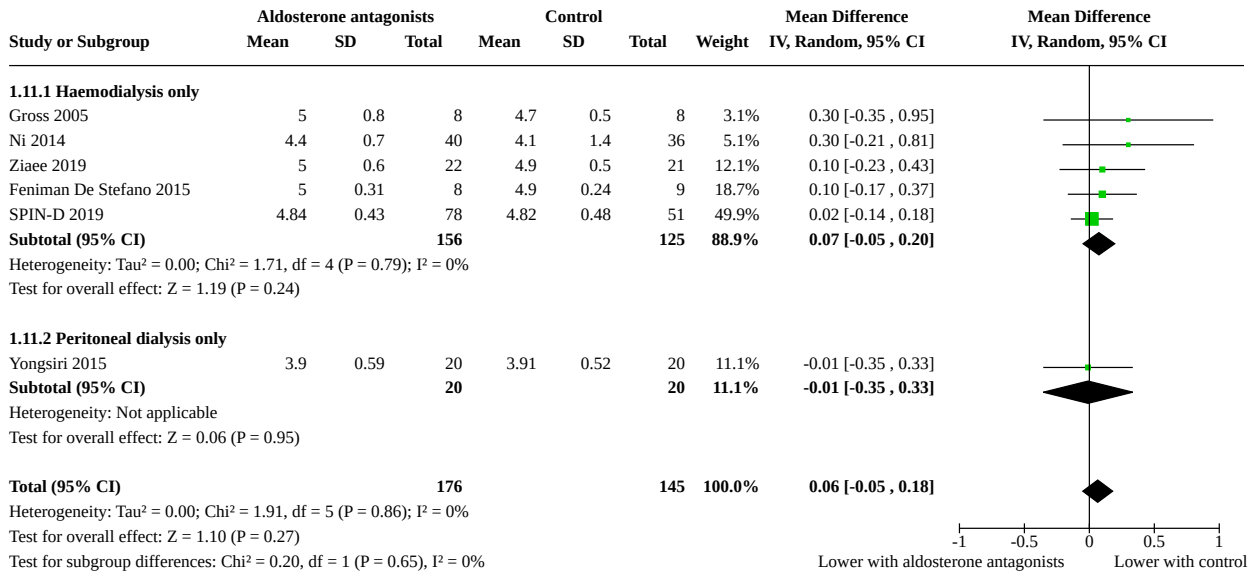 Aldosterone antagonists Control Mean Difference Mean Difference
Study or Subgroup Mean SD Total Mean SD Total Weight IV, Random, 95% CI IV, Random, 95% CI
1.11.1 Haemodialysis only
Gross 2005 5 0.8 8 4.7 0.5 8 3.1% 0.30 [-0.35 , 0.95]
Ni 2014 4.4 0.7 40 4.1 1.4 36 5.1% 0.30 [-0.21 , 0.81]
Ziaee 2019 5 0.6 22 4.9 0.5 21 12.1% 0.10 [-0.23 , 0.43]
Feniman De Stefano 2015 5 0.31 8 4.9 0.24 9 18.7% 0.10 [-0.17 , 0.37]
SPIN-D 2019 4.84 0.43 78 4.82 0.48 51 49.9% 0.02 [-0.14 , 0.18]
Subtotal (95% CI) 156 125 88.9% 0.07 [-0.05 , 0.20]
Heterogeneity: Tau² = 0.00; Chi² = 1.71, df = 4 (P = 0.79); I² = 0%
Test for overall effect: Z = 1.19 (P = 0.24)
1.11.2 Peritoneal dialysis only
Yongsiri 2015 3.9 0.59 20 3.91 0.52 20 11.1% -0.01 [-0.35 , 0.33]
Subtotal (95% CI) 20 20 11.1% -0.01 [-0.35 , 0.33]
Heterogeneity: Not applicable
Test for overall effect: Z = 0.06 (P = 0.95)
Total (95% CI) 176 145 100.0% 0.06 [-0.05 , 0.18]
Heterogeneity: Tau² = 0.00; Chi² = 1.91, df = 5 (P = 0.86); I² = 0%
Test for overall effect: Z = 1.10 (P = 0.27)
-1 -0.5 0 0.5 1
Test for subgroup differences: Chi² = 0.20, df = 1 (P = 0.65), I² = 0% Lower with aldosterone antagonists Lower with control